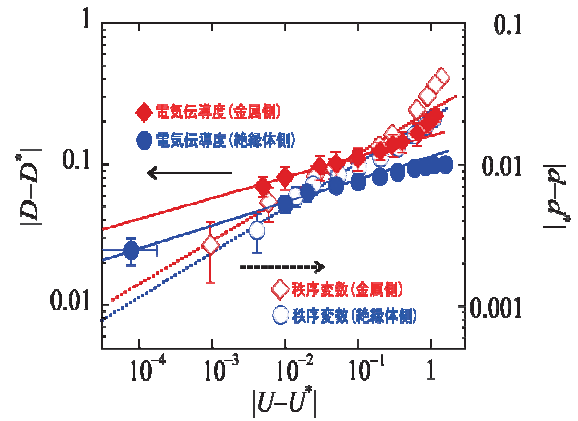 1
0.1
◆電気伝導度(金属側)
●電気伝導度(絶縁体側)
|D–D*|
0.1
0.010
|d–d*|
0.01
0.001
◇秩序変数(金属側)
○秩序変数(絶縁体側)
10-4
10-3
10-2
10-1
1
|U–U*|